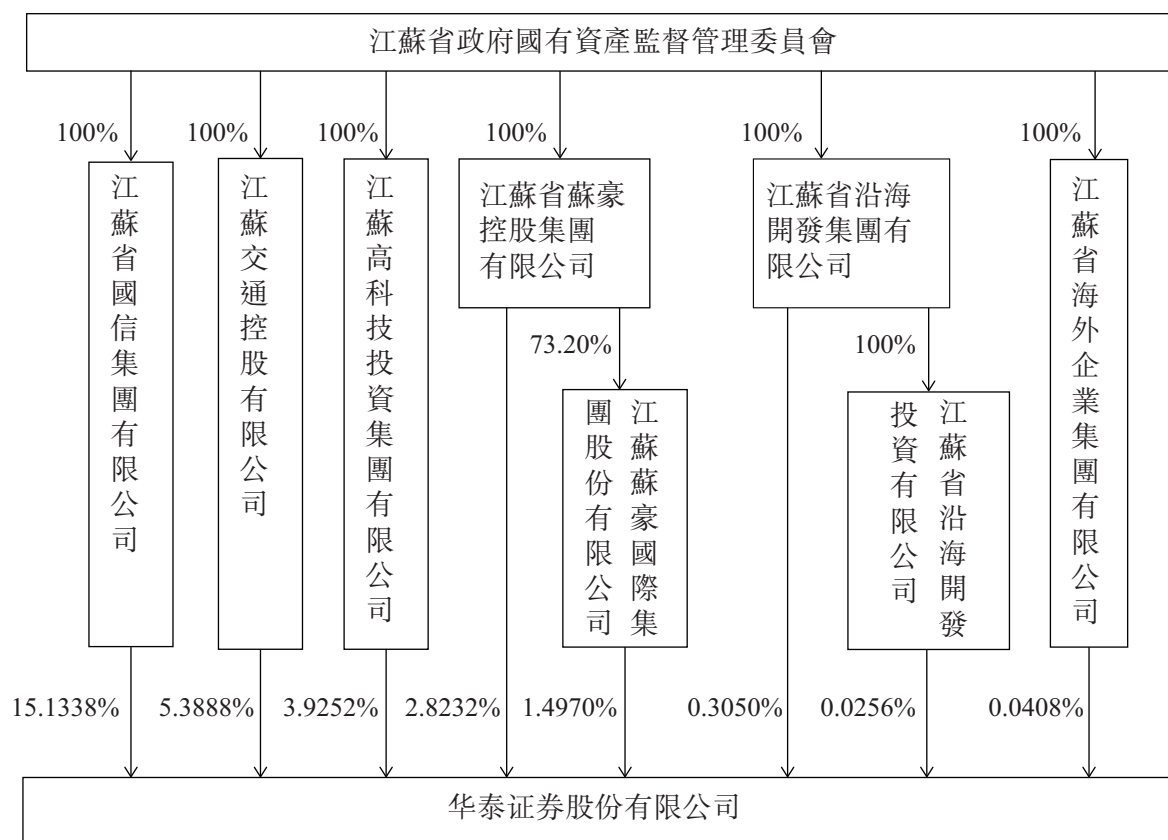 江蘇省政府國有資產監督管理委員會
100%
100%
100%
100%
100%
100%
江蘇省國信集團有限公司
江蘇交通控股有限公司
江蘇高科技投資集團有限公司
江蘇省蘇豪
控股集團
有限公司
江蘇省沿海
開發集團有
限公司
江蘇省海外企業集團有限公司
73.20%
100%
江蘇蘇豪國際集
團股份有限公司
江蘇省沿海開發
投資有限公司
15.1338%
5.3888%
3.9252%
2.8232%
1.4970%
0.3050%
0.0256%
0.0408%
华泰证券股份有限公司